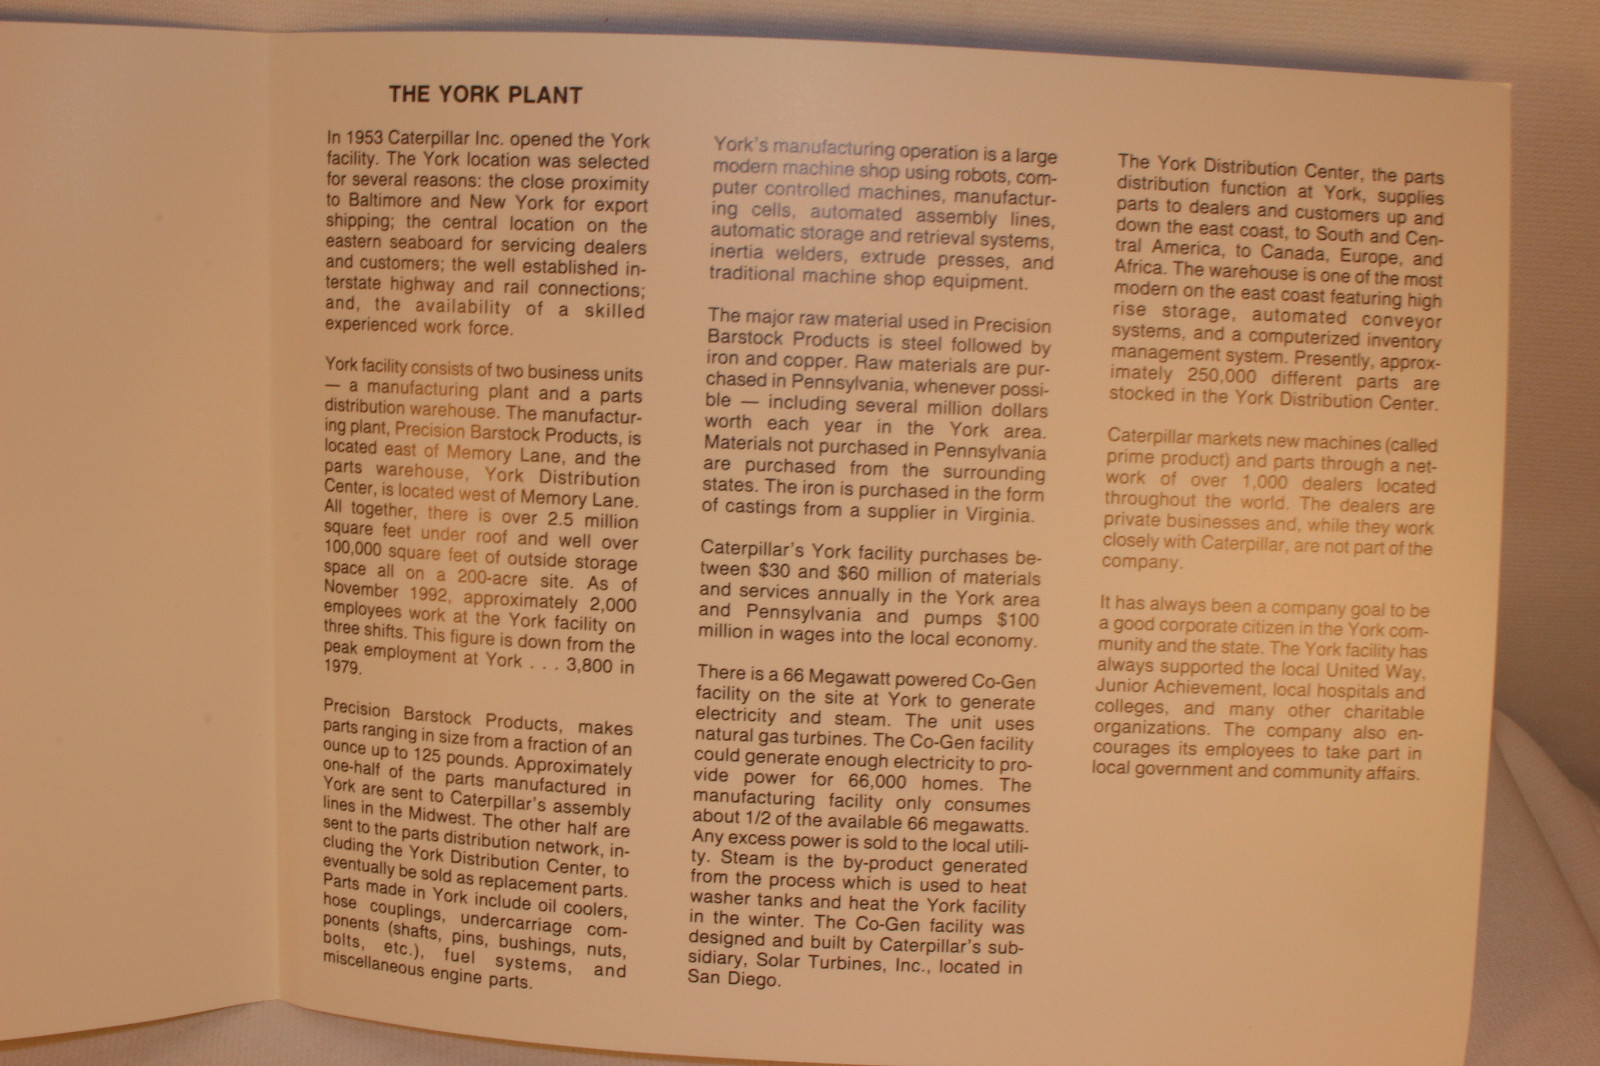 THE YORK PLANT
In 1953 Caterpillar Inc. opened the York
facility. The York location was selected
for several reasons: the close proximity
to Baltimore and New York for export
shipping; the central location on the
eastern seaboard for servicing dealers
and customers; the well established in-
terstate highway and rail connections;
and, the availability of a skilled
experienced work force.
York facility consists of two business units
— a manufacturing plant and a parts
distribution warehouse. The manufactur-
ing plant, Precision Barstock Products, is
located east of Memory Lane, and the
parts warehouse, York Distribution
Center, is located west of Memory Lane.
All together, there is over 2.5 million
square feet under roof and well over
100,000 square feet of outside storage
space all on a 200-acre site. As of
November 1992, approximately 2,000
employees work at the York facility on
three shifts. This figure is down from the
peak employment at York . . . 3,800 in
1979.
Precision Barstock Products, makes
parts ranging in size from a fraction of an
ounce up to 125 pounds. Approximately
one-half of the parts manufactured in
York are sent to Caterpillar's assembly
lines in the Midwest. The other half are
sent to the parts distribution network, in-
cluding the York Distribution Center, to
eventually be sold as replacement parts.
Parts made in York include oil coolers,
hose couplings, undercarriage com-
ponents (shafts, pins, bushings, nuts,
bolts, etc.), fuel systems, and
miscellaneous engine parts.
York's manufacturing operation is a large
modern machine shop using robots, com-
puter controlled machines, manufactur-
ing cells, automated assembly lines,
automatic storage and retrieval systems,
inertia welders, extrude presses, and
traditional machine shop equipment.
The major raw material used in Precision
Barstock Products is steel followed by
iron and copper. Raw materials are pur-
chased in Pennsylvania, whenever possi-
ble — including several million dollars
worth each year in the York area.
Materials not purchased in Pennsylvania
are purchased from the surrounding
states. The iron is purchased in the form
of castings from a supplier in Virginia.
Caterpillar's York facility purchases be-
tween $30 and $60 million of materials
and services annually in the York area
and Pennsylvania and pumps $100
million in wages into the local economy.
There is a 66 Megawatt powered Co-Gen
facility on the site at York to generate
electricity and steam. The unit uses
natural gas turbines. The Co-Gen facility
could generate enough electricity to pro-
vide power for 66,000 homes. The
manufacturing facility only consumes
about 1/2 of the available 66 megawatts.
Any excess power is sold to the local utili-
ty. Steam is the by-product generated
from the process which is used to heat
washer tanks and heat the York facility
in the winter. The Co-Gen facility was
designed and built by Caterpillar's sub-
sidiary, Solar Turbines, Inc., located in
San Diego.
The York Distribution Center, the parts
distribution function at York, supplies
parts to dealers and customers up and
down the east coast, to South and Cen-
tral America, to Canada, Europe, and
Africa. The warehouse is one of the most
modern on the east coast featuring high
rise storage, automated conveyor
systems, and a computerized inventory
management system. Presently, approx-
imately 250,000 different parts are
stocked in the York Distribution Center.
Caterpillar markets new machines (called
prime product) and parts through a net-
work of over 1,000 dealers located
throughout the world. The dealers are
private businesses and, while they work
closely with Caterpillar, are not part of the
company.
It has always been a company goal to be
a good corporate citizen in the York com-
munity and the state. The York facility has
always supported the local United Way,
Junior Achievement, local hospitals and
colleges, and many other charitable
organizations. The company also en-
courages its employees to take part in
local government and community affairs.